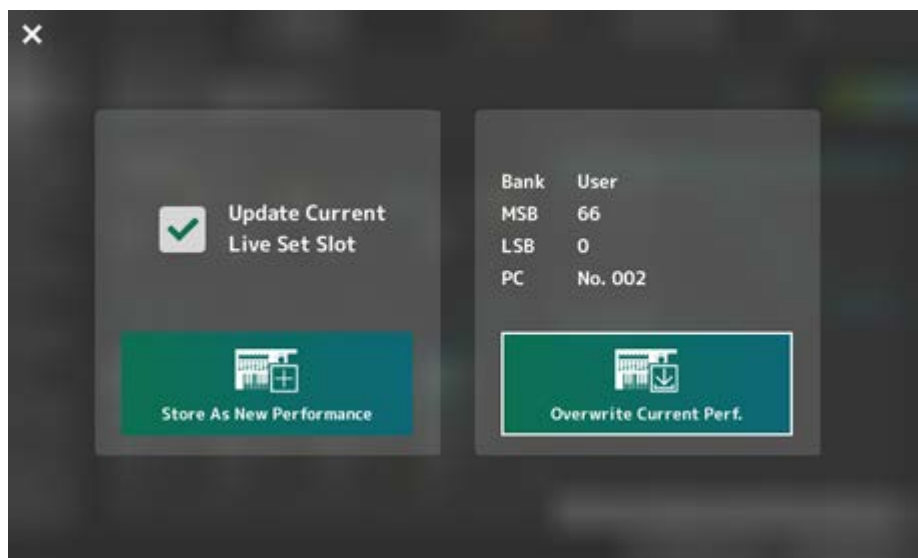 Update Current
Live Set Slot
Store As New Performance
Bank User
MSB 66
LSB 0
PC No. 002
Overwrite Current Perf.